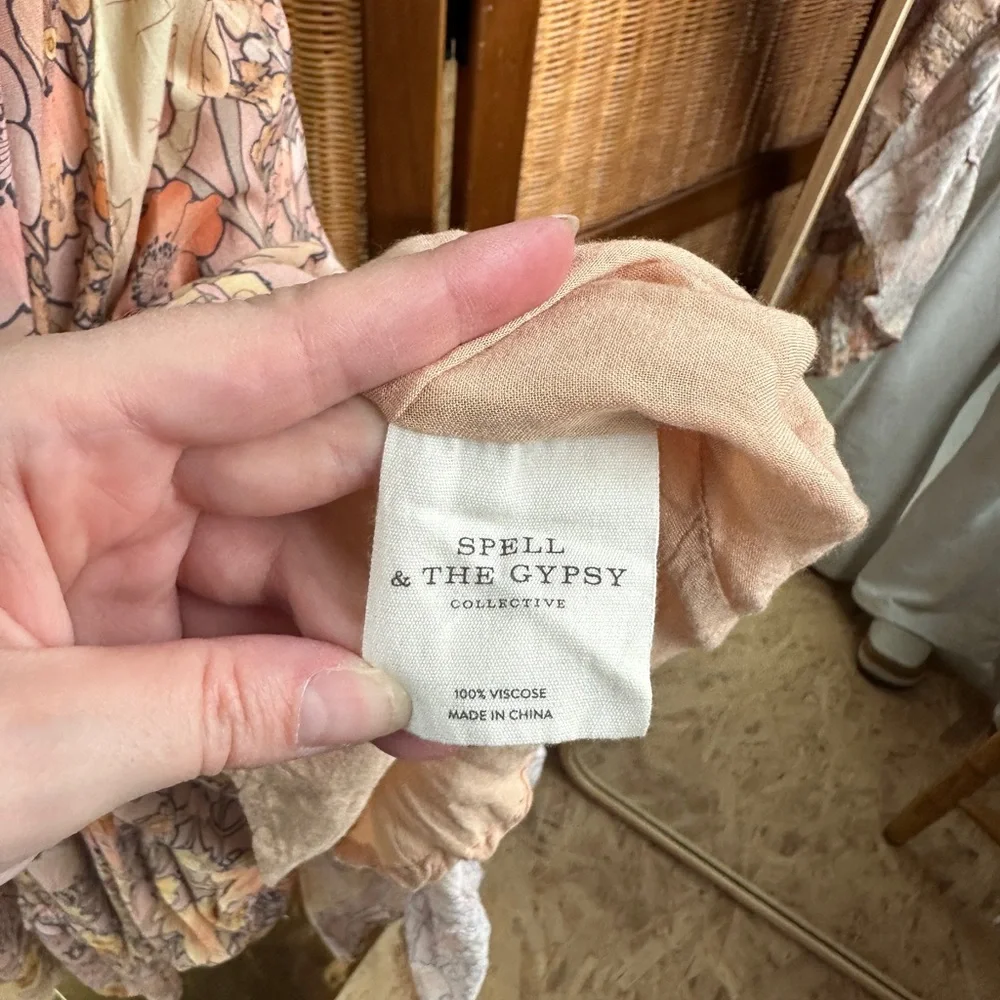 SPELL
& THE GYPSY
COLLECTIVE
100% VISCOSE
MADE IN CHINA